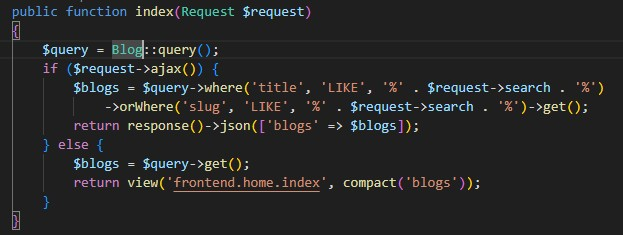 public function index(Request $request)
{
    $query = Blog::query();
    if ($request->ajax()) {
        $blogs = $query->where('title', 'LIKE', '%' . $request->search . '%')
            ->orWhere('slug', 'LIKE', '%' . $request->search . '%')->get();
        return response()->json(['blogs' => $blogs]);
    } else {
        $blogs = $query->get();
        return view('frontend.home.index', compact('blogs'));
    }
}